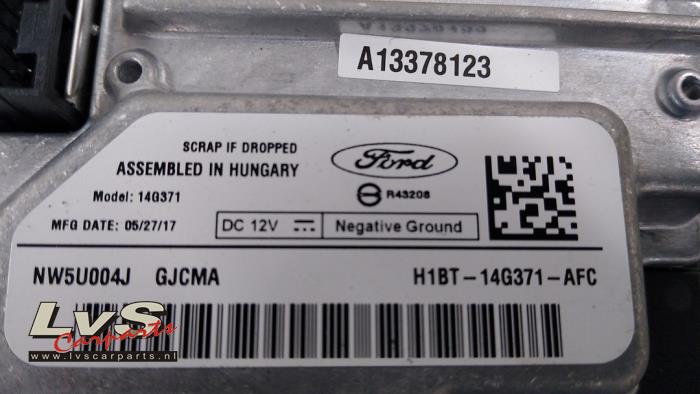 A13378123
SCRAP IF DROPPED
ASSEMBLED IN HUNGARY
Ford
Model: 14G371
R43208
MFG DATE: 05/27/17
DC 12V Negative Ground
NW5U004J GJCMA H1BT-14G371-AFC
LvS
Carparts
www.lvscarparts.nl